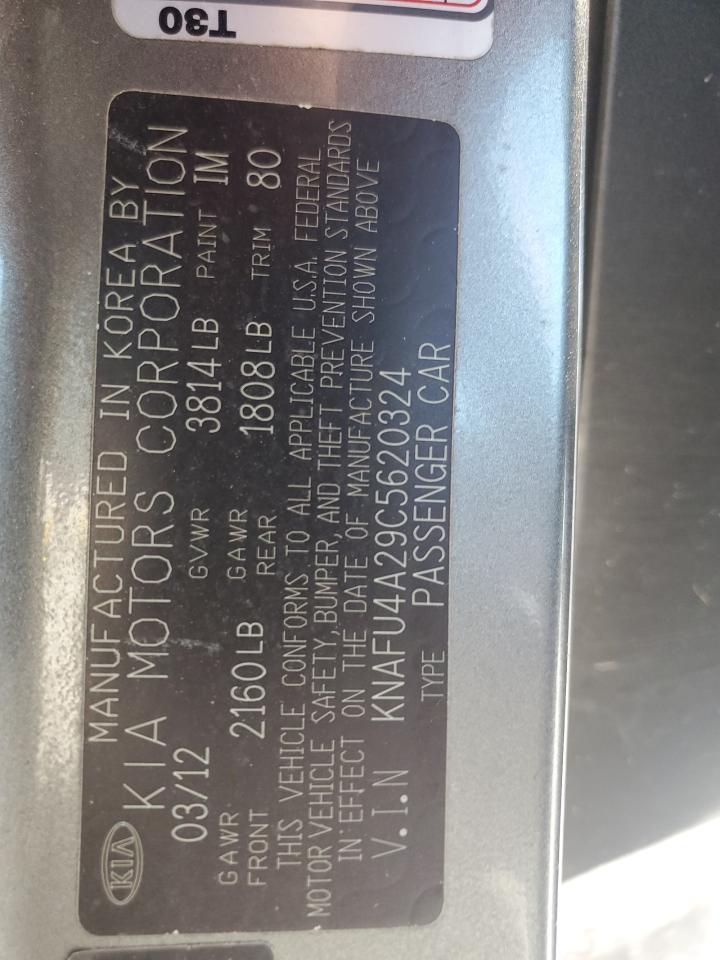 T30
KIA
MANUFACTURED IN KOREA BY
KIA MOTORS CORPORATION
03/12 GVWR 3814LB PAINT IM
GAWR FRONT 2160LB GAWR REAR 1808LB TRIM 80
THIS VEHICLE CONFORMS TO ALL APPLICABLE U.S.A. FEDERAL
MOTOR VEHICLE SAFETY, BUMPER, AND THEFT PREVENTION STANDARDS
IN EFFECT ON THE DATE OF MANUFACTURE SHOWN ABOVE
V.I.N KNAFU4A29C5620324
TYPE PASSENGER CAR